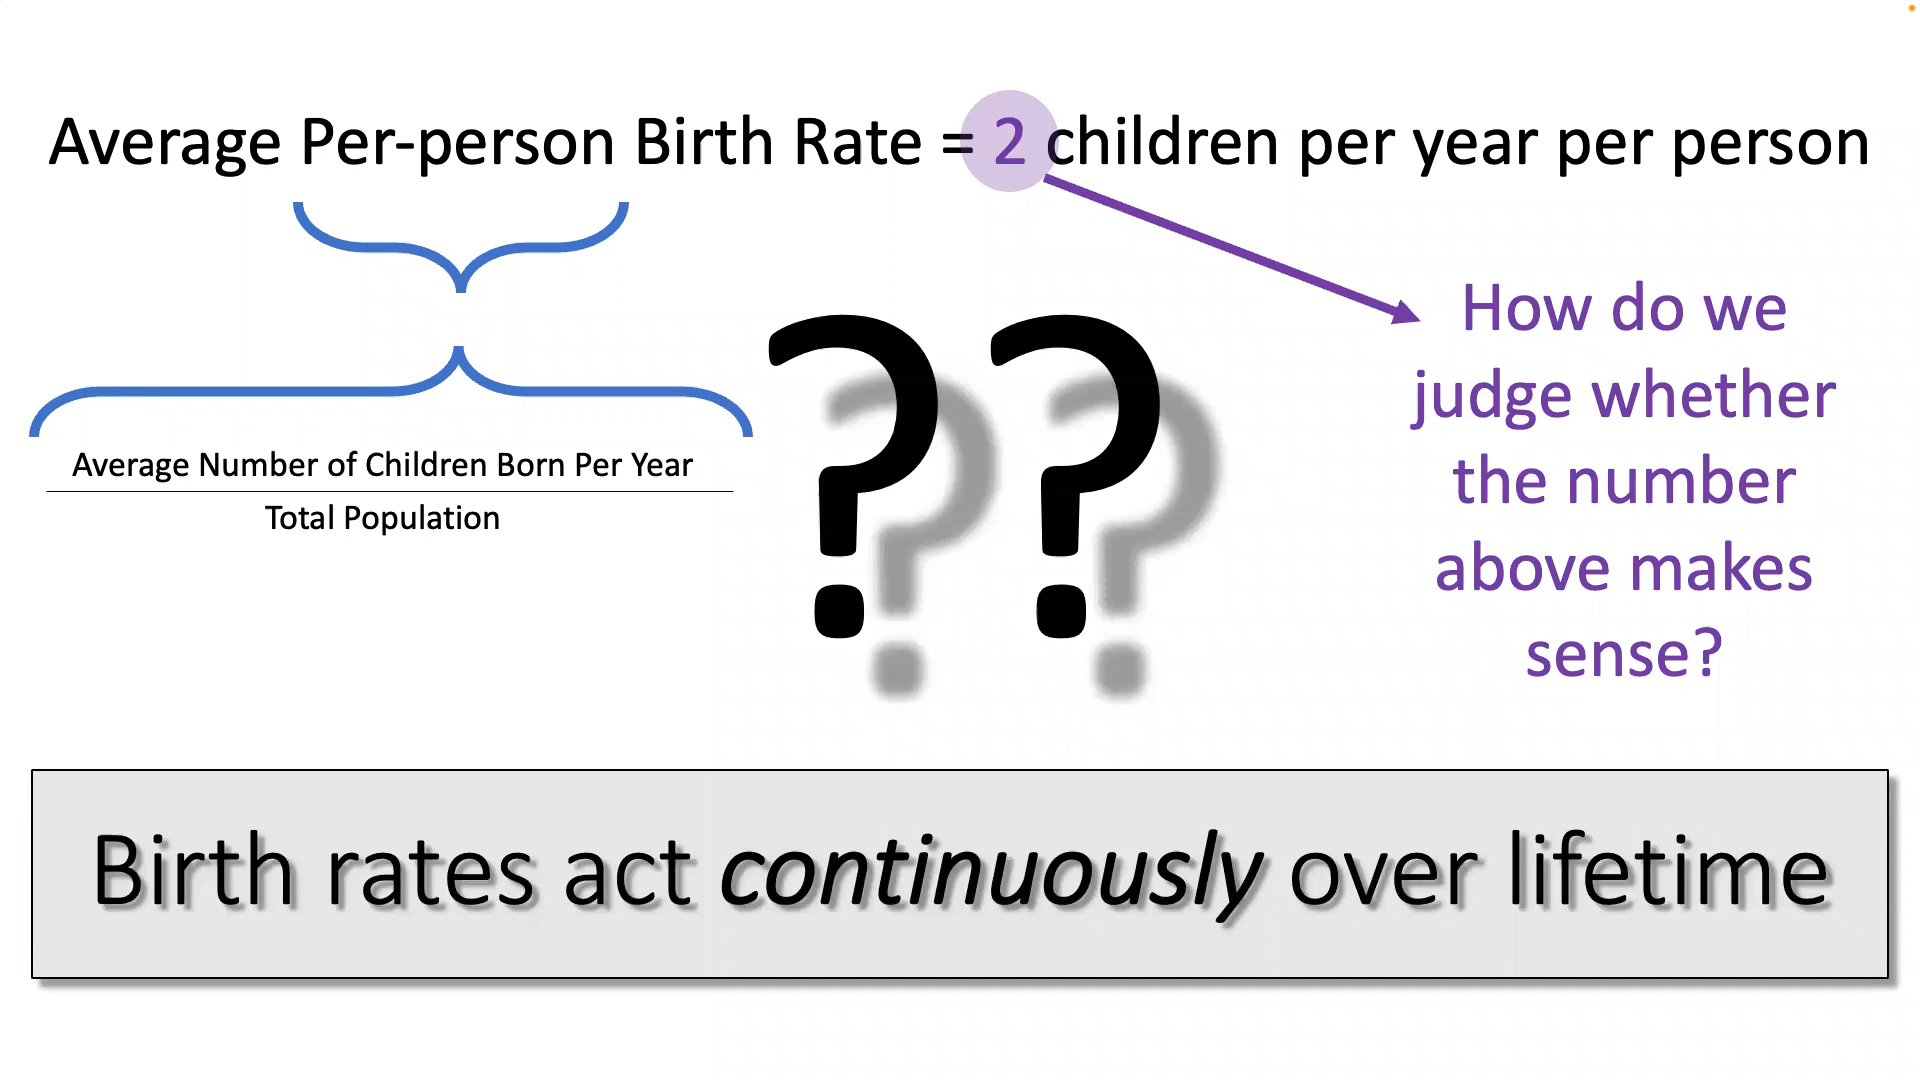 Average Per-person Birth Rate = 2 children per year per person
Average Number of Children Born Per Year
Total Population
??
How do we
judge whether
the number
above makes
sense?
Birth rates act continuously over lifetime